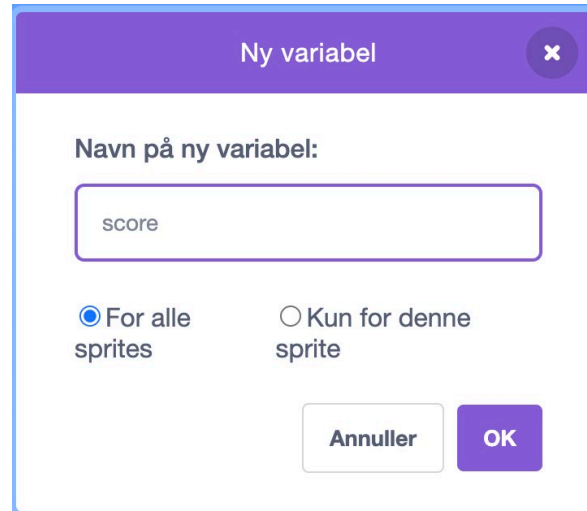 Ny variabel
Navn på ny variabel:
score
For alle Kun for denne
sprites sprite
Annuller OK